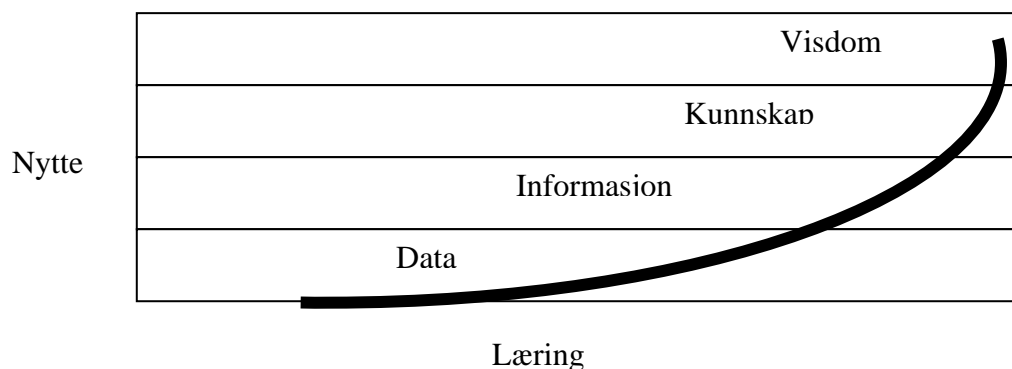 Visdom
Kunnskap
Nytte
Informasjon
Data
Læring